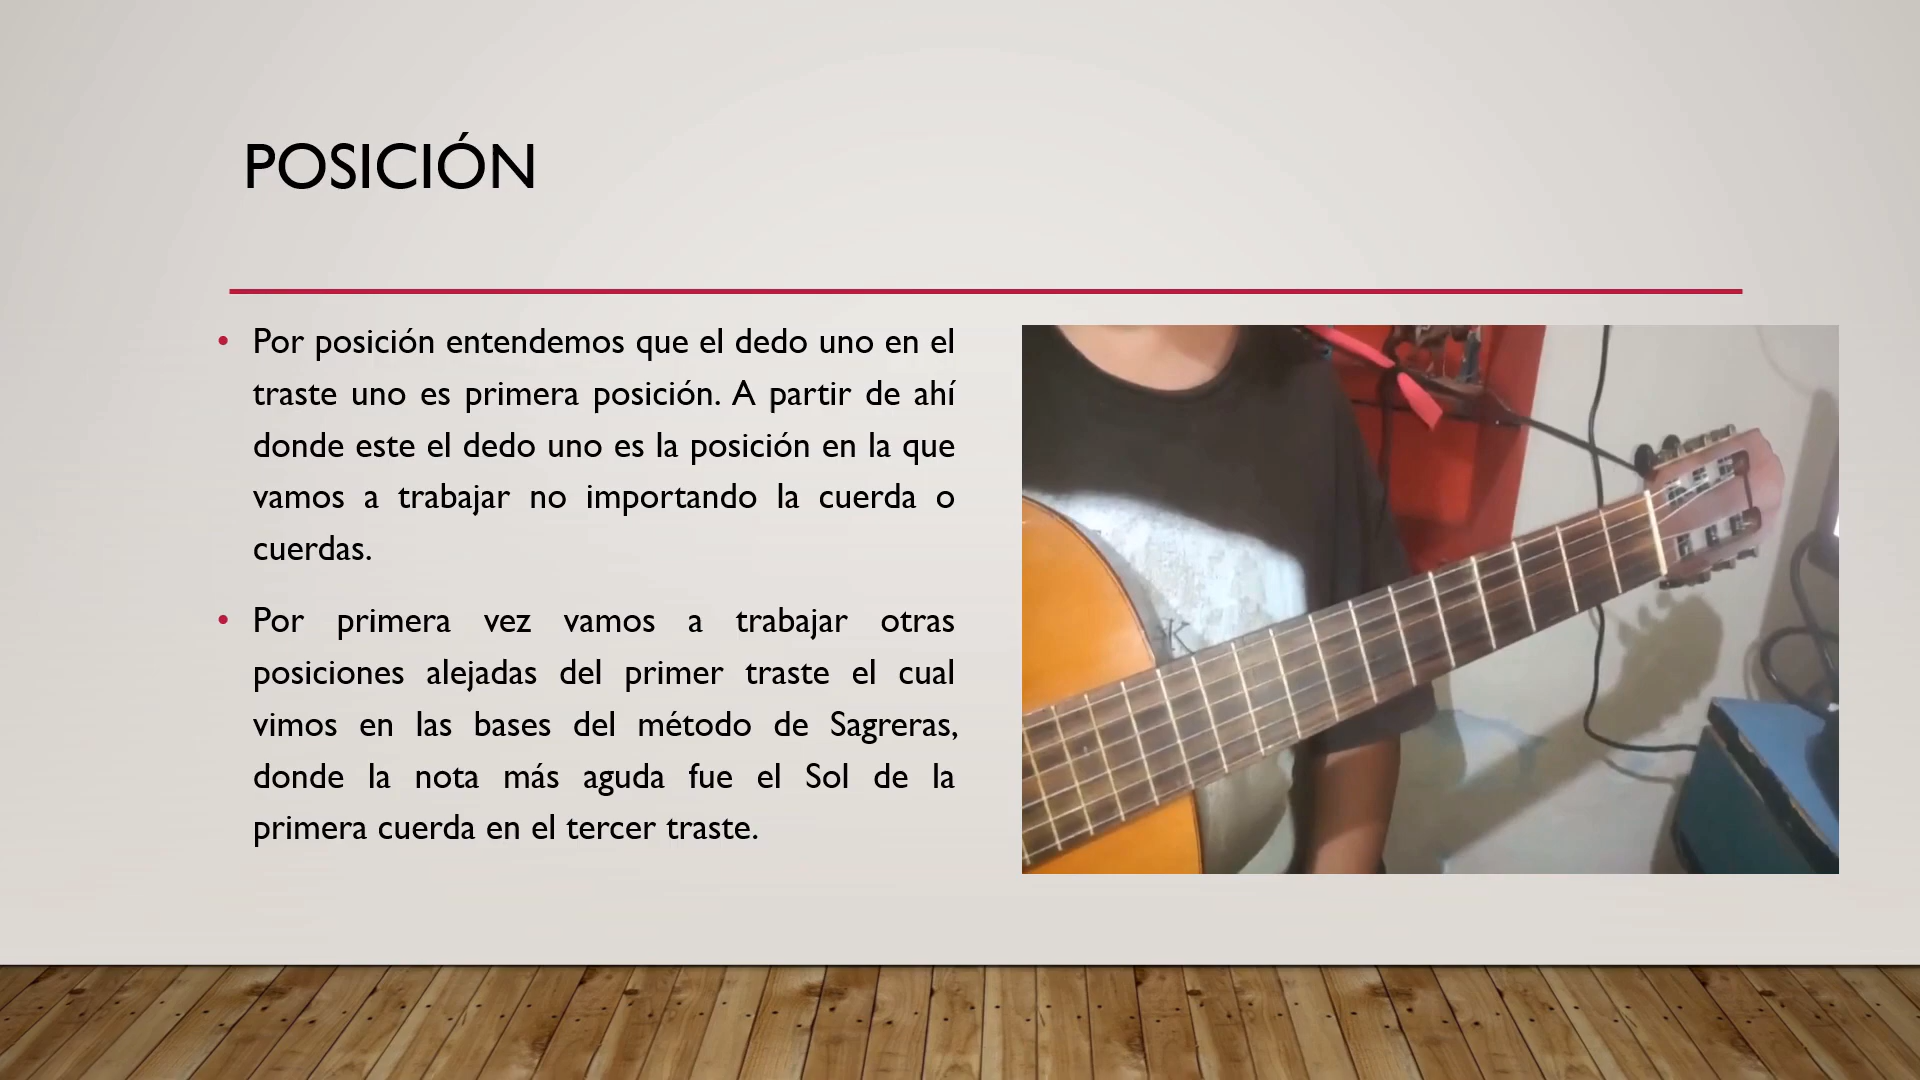 POSICIÓN
• Por posición entendemos que el dedo uno en el
traste uno es primera posición. A partir de ahí
donde este el dedo uno es la posición en la que
vamos a trabajar no importando la cuerda o
cuerdas.
• Por primera vez vamos a trabajar otras
posiciones alejadas del primer traste el cual
vimos en las bases del método de Sagreras,
donde la nota más aguda fue el Sol de la
primera cuerda en el tercer traste.